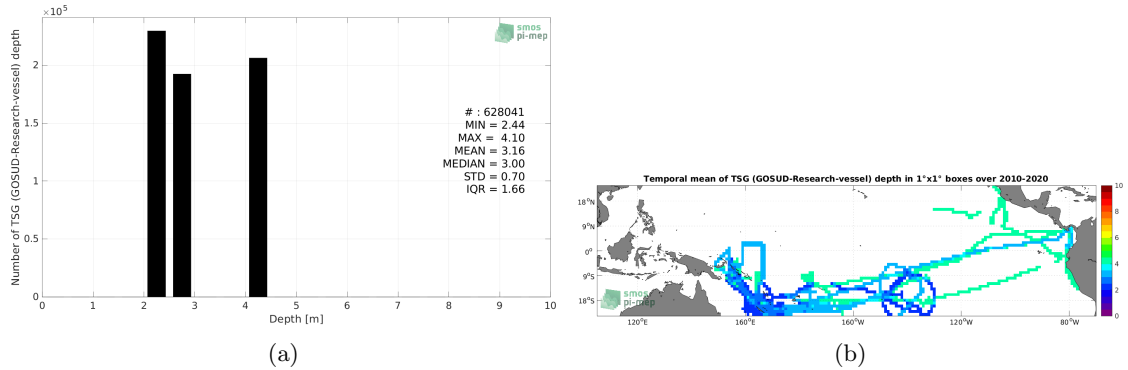 ×10⁵
smos
pi-mep
Number of TSG (GOSUD-Research-vessel) depth
2
1.5
1
0.5
0
# : 628041
MIN = 2.44
MAX = 4.10
MEAN = 3.16
MEDIAN = 3.00
STD = 0.70
IQR = 1.66
0 1 2 3 4 5 6 7 8 9 10
Depth [m]
(a)
Temporal mean of TSG (GOSUD-Research-vessel) depth in 1°x1° boxes over 2010-2020
18°N
9°N
0°
9°S
18°S
smos
pi-mep
120°E 160°E 160°W 120°W 80°W
10
8
6
4
2
0
(b)